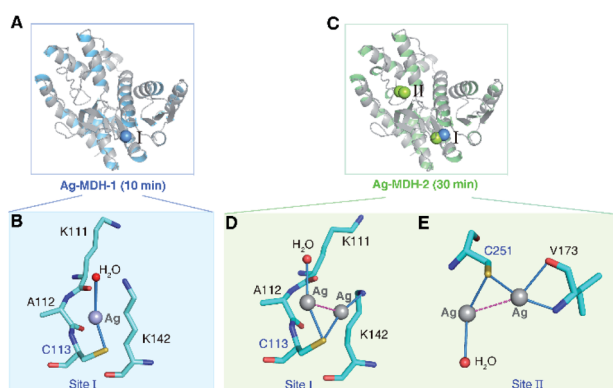 A
C
II
I
I
Ag-MDH-1 (10 min)
Ag-MDH-2 (30 min)
B
K111
H₂O
A112
Ag
K142
C113
Site I
D
K111
H₂O
A112
Ag
Ag
K142
C113
Site I
E
C251
V173
Ag
Ag
H₂O
Site II